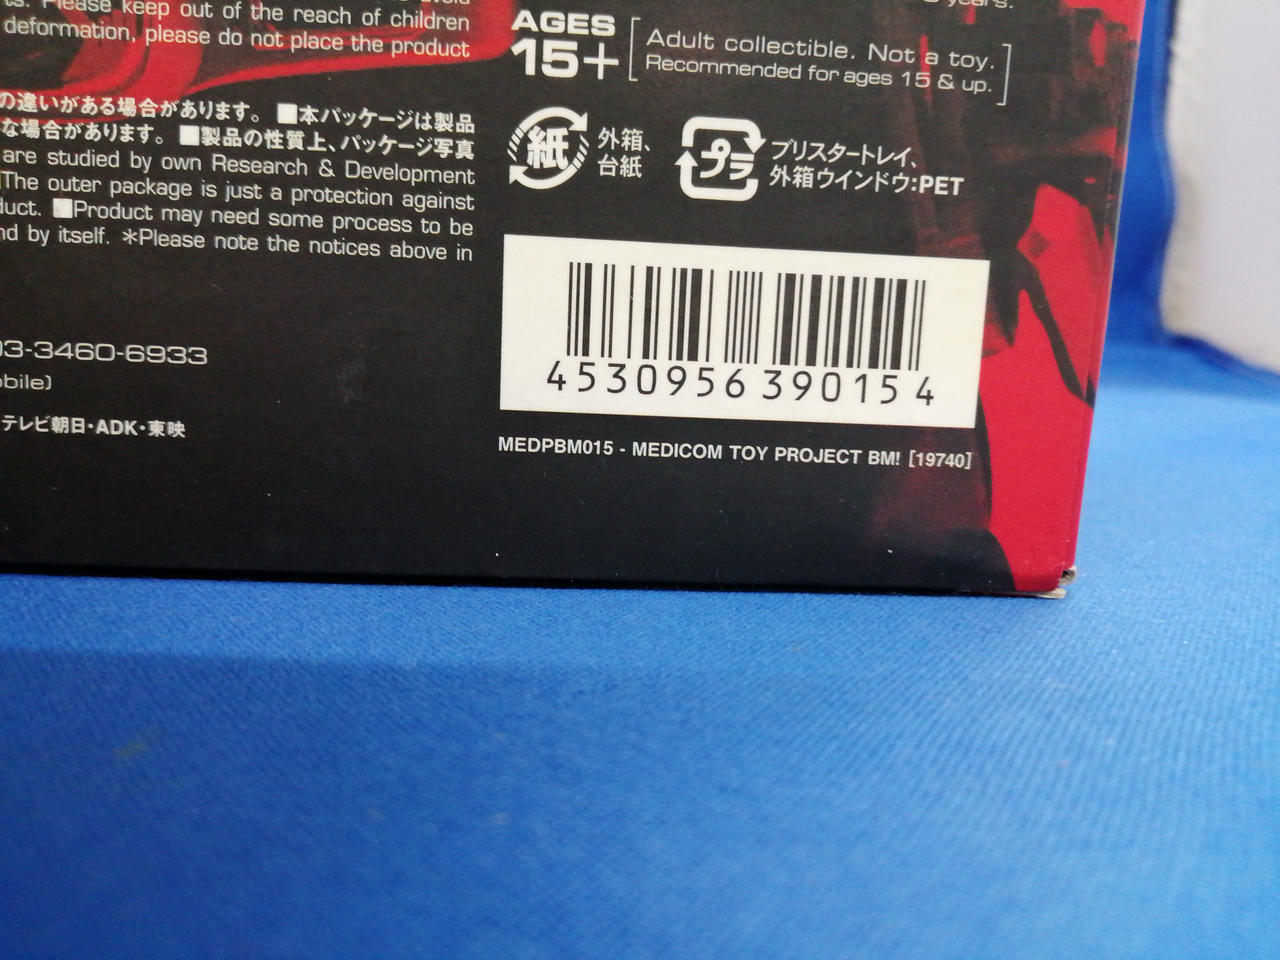 Please keep out of the reach of children
deformation, please do not place the product
の違いがある場合があります。 ■本パッケージは製品
な場合があります。 ■製品の性質上、パッケージ写真
are studied by own Research & Development
The outer package is just a protection against
duct. ■Product may need some process to be
nd by itself. ＊Please note the notices above in
03-3460-6933
obile)
テレビ朝日・ADK・東映
years.
AGES
15+
Adult collectible. Not a toy.
Recommended for ages 15 & up.
紙
外箱、
台紙
プラ
ブリスタートレイ、
外箱ウインドウ:PET
4530956390154
MEDPBM015 - MEDICOM TOY PROJECT BM! [19740]